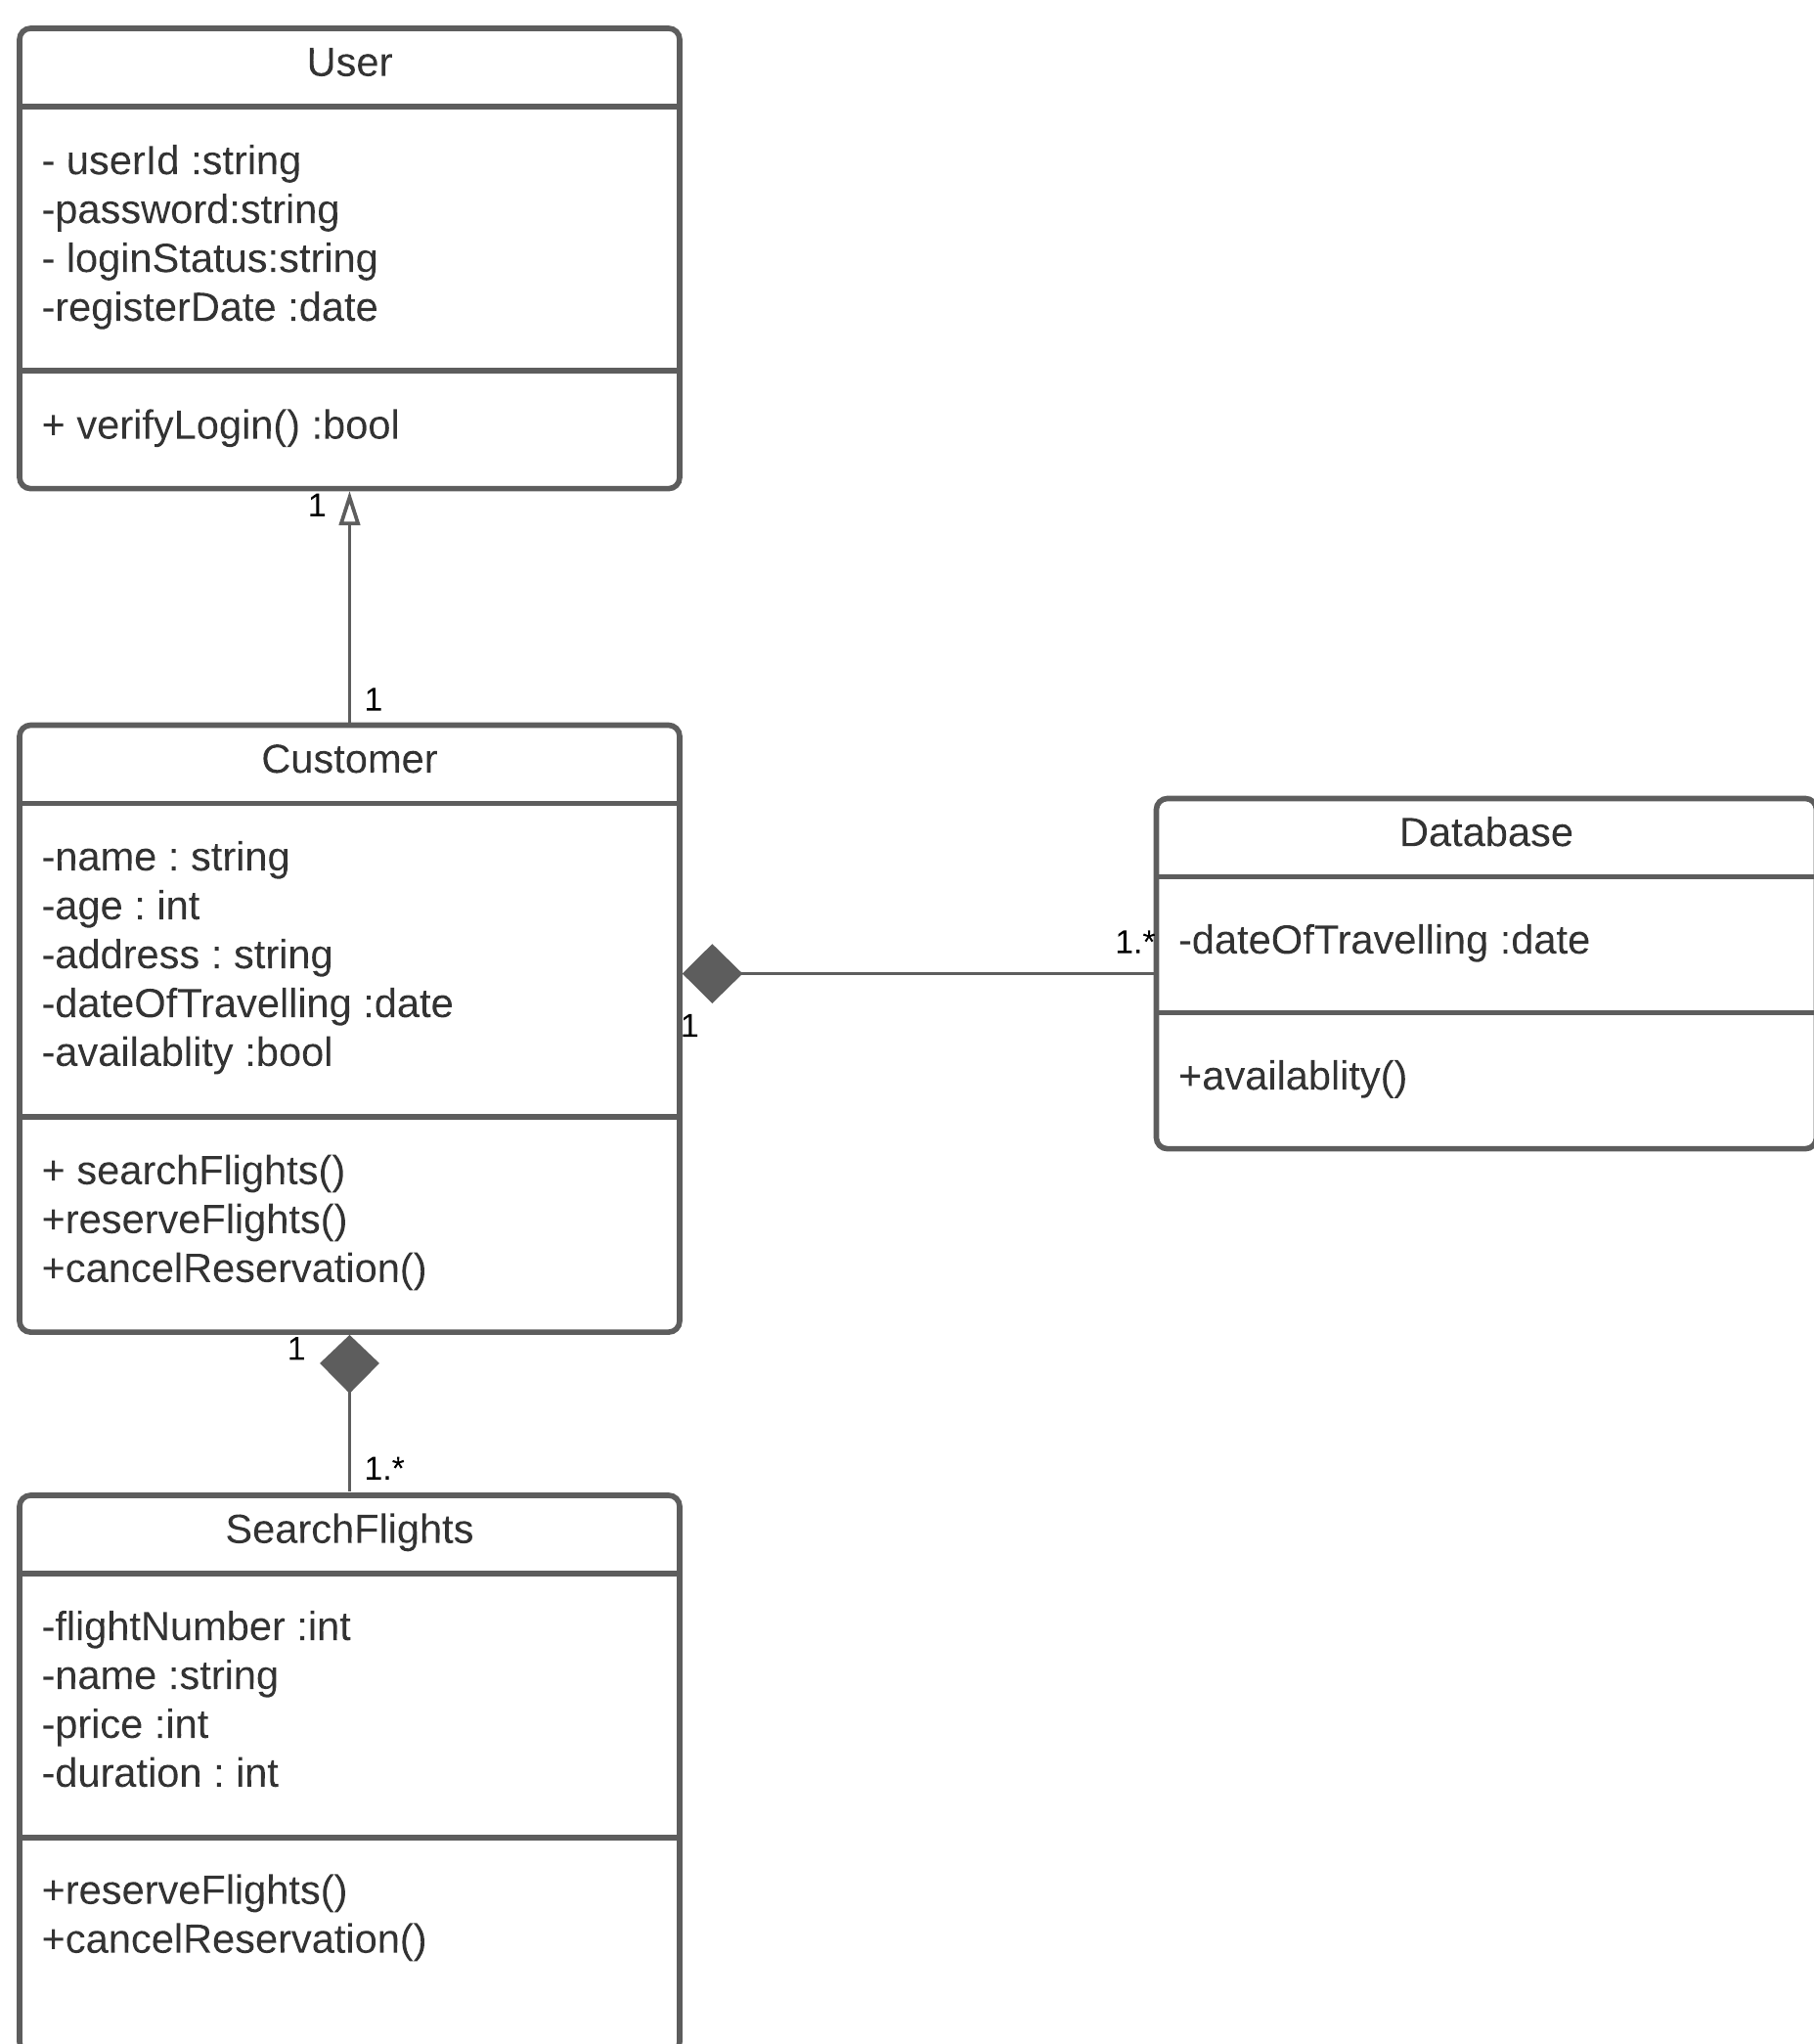 User
- userId :string
-password:string
- loginStatus:string
-registerDate :date
+ verifyLogin() :bool
1
1
Customer
-name : string
-age : int
-address : string
-dateOfTravelling :date
-availablity :bool
+ searchFlights()
+reserveFlights()
+cancelReservation()
1
1.*
Database
-dateOfTravelling :date
+availablity()
1
1.*
SearchFlights
-flightNumber :int
-name :string
-price :int
-duration : int
+reserveFlights()
+cancelReservation()